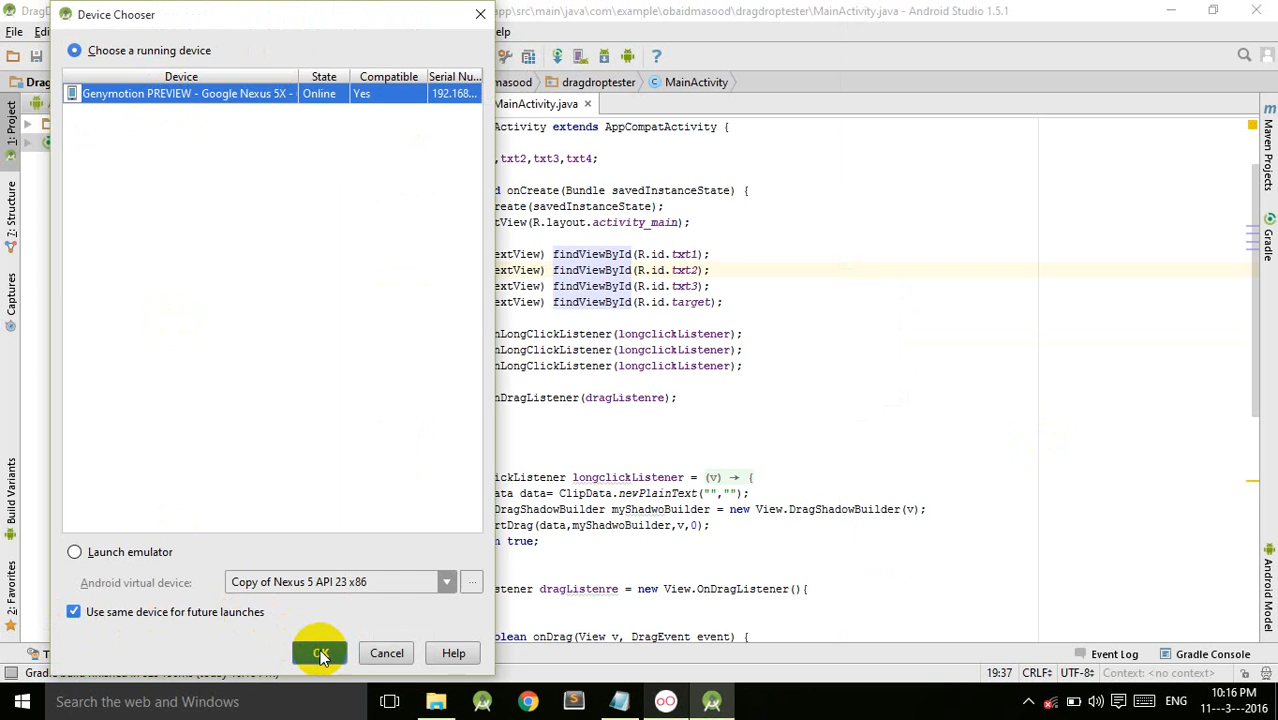 Device Chooser
app\src\main\java\com\example\obaidmasood\dragdroptester\MainActivity.java - Android Studio 1.5.1
File
Choose a running device
masood
dragdroptester
MainActivity
Device
State
Compatible
Serial Nu...
Genymotion PREVIEW - Google Nexus 5X -
Online
Yes
192.168...
MainActivity.java
Activity extends AppCompatActivity {
,txt2,txt3,txt4;
d onCreate(Bundle savedInstanceState) {
reate(savedInstanceState);
tView(R.layout.activity_main);
extView) findViewById(R.id.txt1);
extView) findViewById(R.id.txt2);
extView) findViewById(R.id.txt3);
extView) findViewById(R.id.target);
nLongClickListener(longclickListener);
nLongClickListener(longclickListener);
nLongClickListener(longclickListener);
nDragListener(dragListenre);
ickListener longclickListener = (v) → {
ata data= ClipData.newPlainText("","");
DragShadowBuilder myShadwoBuilder = new View.DragShadowBuilder(v);
rtDrag(data,myShadwoBuilder,v,0);
n true;
istener dragListenre = new View.OnDragListener(){
oolean onDrag(View v, DragEvent event) {
1: Project
7: Structure
Captures
Build Variants
2: Favorites
Maven Projects
Gradle
Android Model
Launch emulator
Android virtual device:
Copy of Nexus 5 API 23 x86
...
Use same device for future launches
OK
Cancel
Help
Event Log
Gradle Console
19:37
CRLF
UTF-8
Context: <no context>
Search the web and Windows
ENG
10:16 PM
11---3---2016